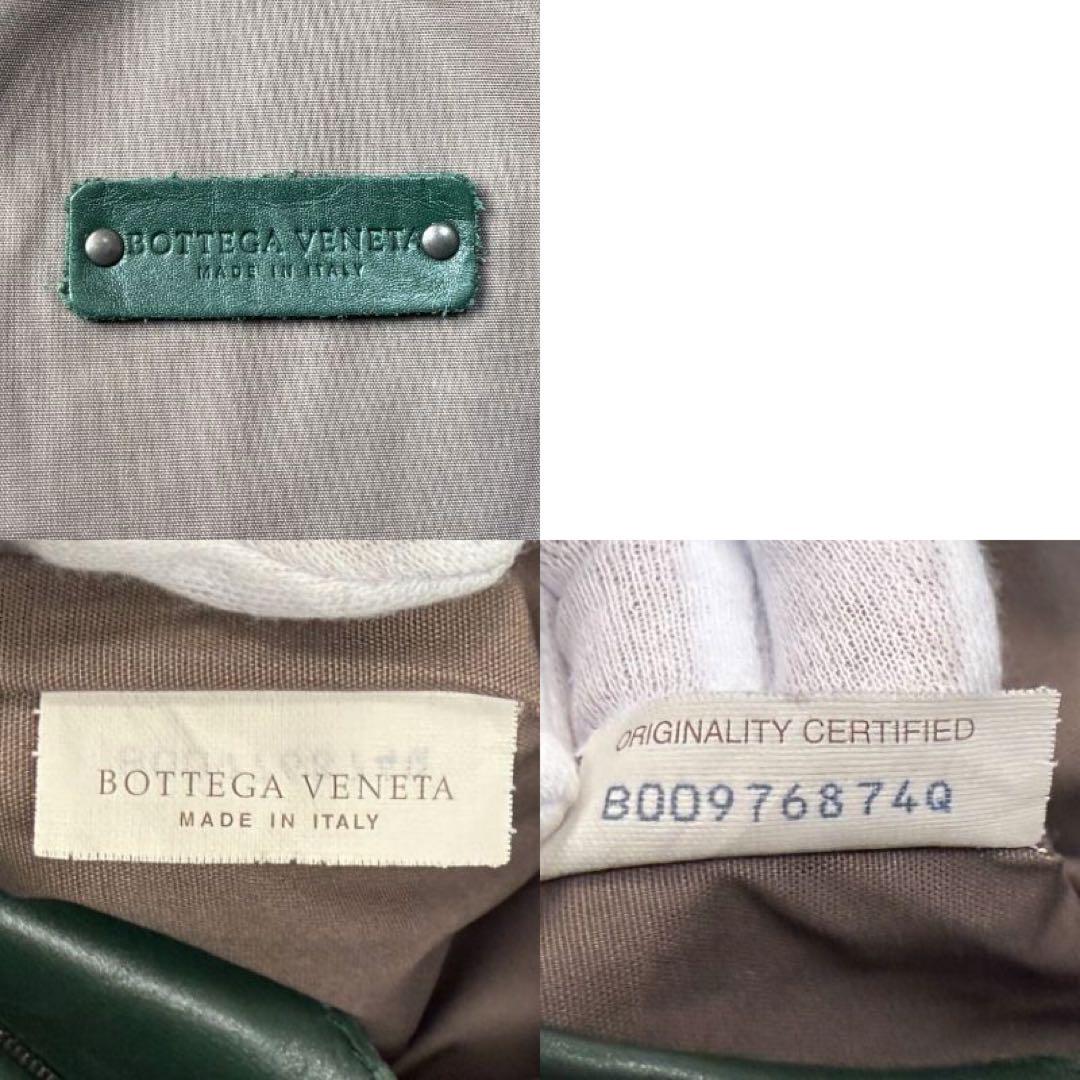 BOTTEGA VENETA
MADE IN ITALY
BOTTEGA VENETA
MADE IN ITALY
ORIGINALITY CERTIFIED
B009768740